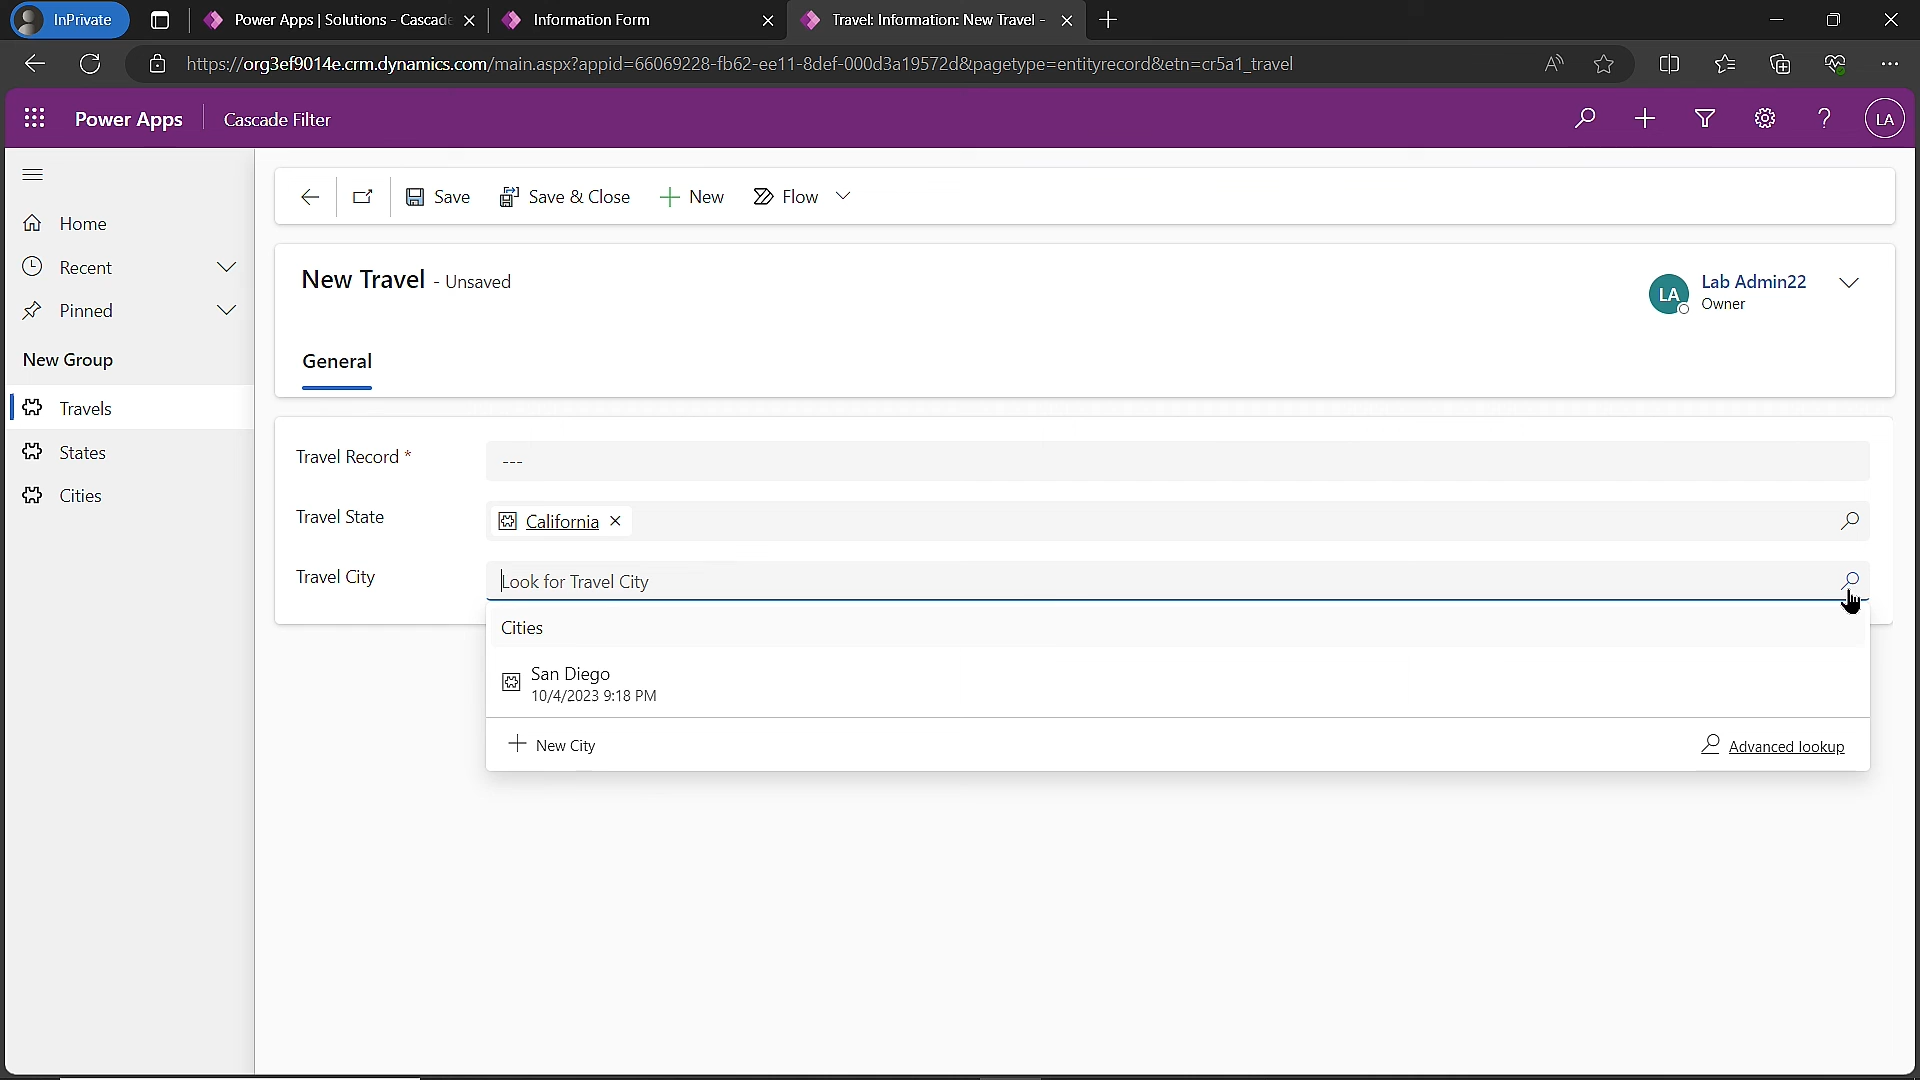 InPrivate
Power Apps | Solutions - Cascade
Information Form
Travel: Information: New Travel -
https://org3ef9014e.crm.dynamics.com/main.aspx?appid=66069228-fb62-ee11-8def-000d3a19572d&pagetype=entityrecord&etn=cr5a1_travel
Power Apps
Cascade Filter
LA
Home
Recent
Pinned
New Group
Travels
States
Cities
Save
Save & Close
New
Flow
New Travel - Unsaved
LA
Lab Admin22
Owner
General
Travel Record *
---
Travel State
California
Travel City
Look for Travel City
Cities
San Diego
10/4/2023 9:18 PM
New City
Advanced lookup